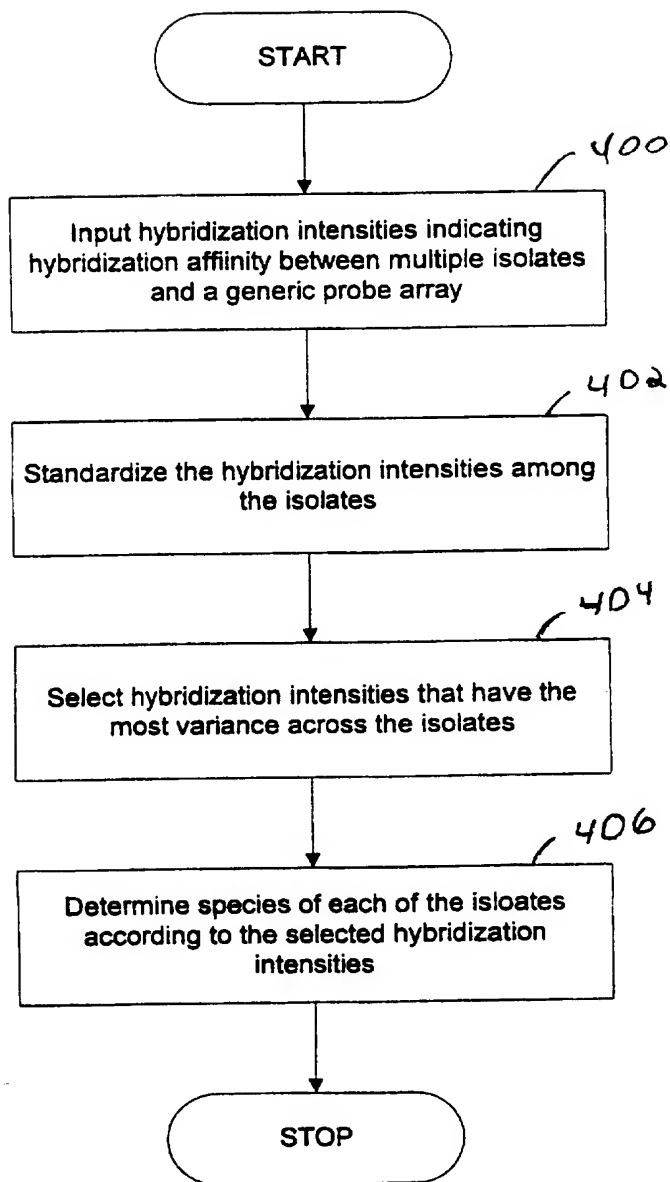 START
400
Input hybridization intensities indicating
hybridization affiinity between multiple isolates
and a generic probe array
402
Standardize the hybridization intensities among
the isolates
404
Select hybridization intensities that have the
most variance across the isolates
406
Determine species of each of the isloates
according to the selected hybridization
intensities
STOP